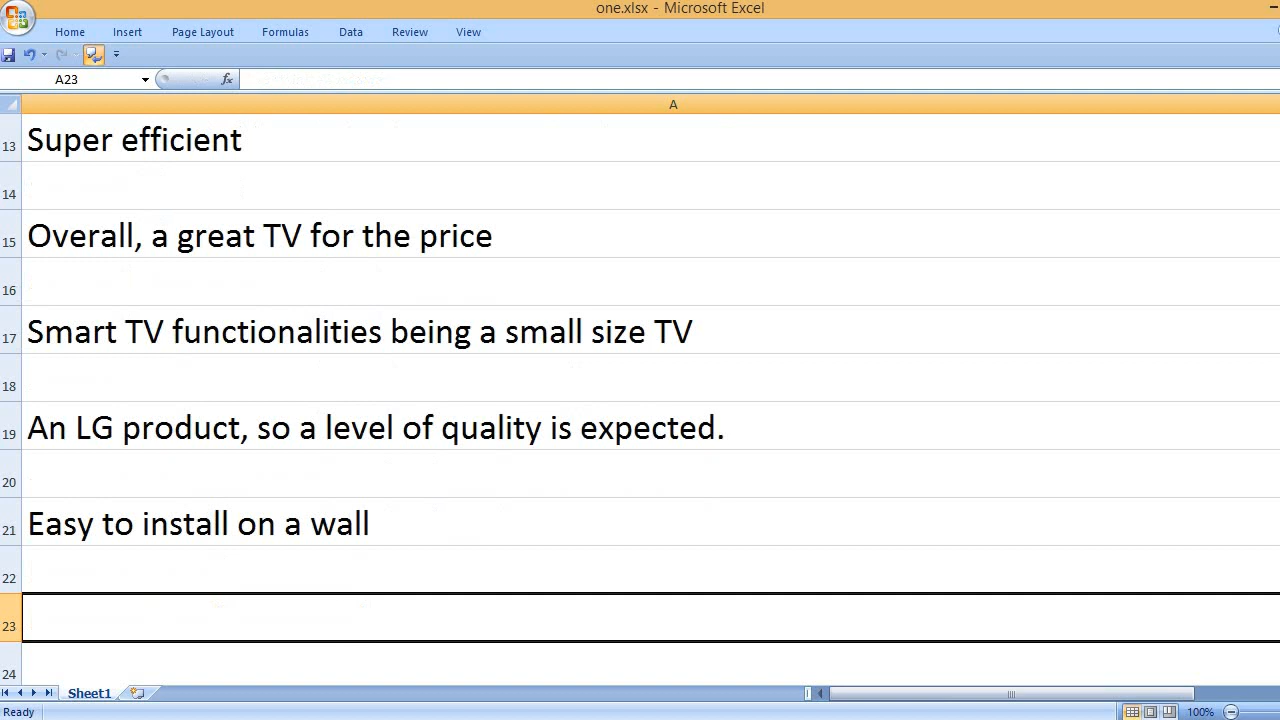 one.xlsx - Microsoft Excel
Home Insert Page Layout Formulas Data Review View
A23 fx
A
13 Super efficient
14
15 Overall, a great TV for the price
16
17 Smart TV functionalities being a small size TV
18
19 An LG product, so a level of quality is expected.
20
21 Easy to install on a wall
22
23
24
Sheet1
Ready 100%